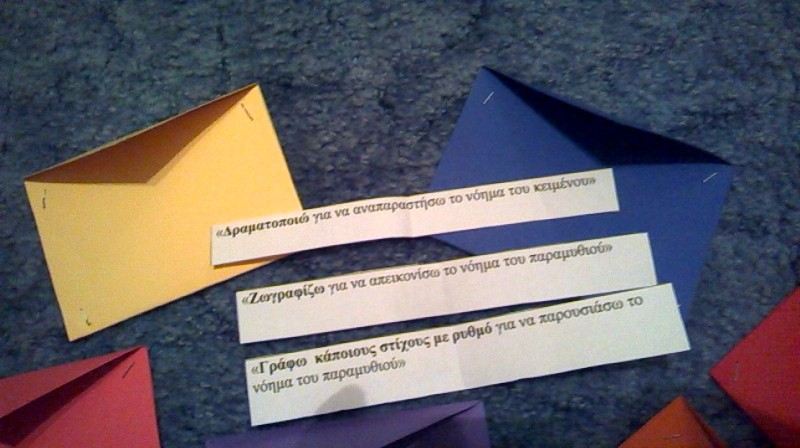 «Δραματοποιώ για να αναπαραστήσω το νόημα του κειμένου»
«Ζωγραφίζω για να απεικονίσω το νόημα του παραμυθιού»
«Γράφω κάποιους στίχους με ρυθμό για να παρουσιάσω το
νόημα του παραμυθιού»